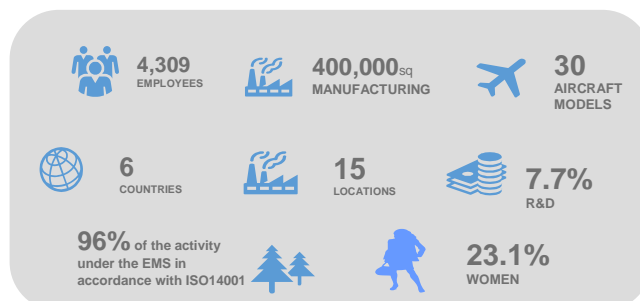 4,309
EMPLOYEES
400,000sq
MANUFACTURING
30
AIRCRAFT
MODELS
6
COUNTRIES
15
LOCATIONS
7.7%
R&D
96% of the activity
under the EMS in
accordance with ISO14001
23.1%
WOMEN